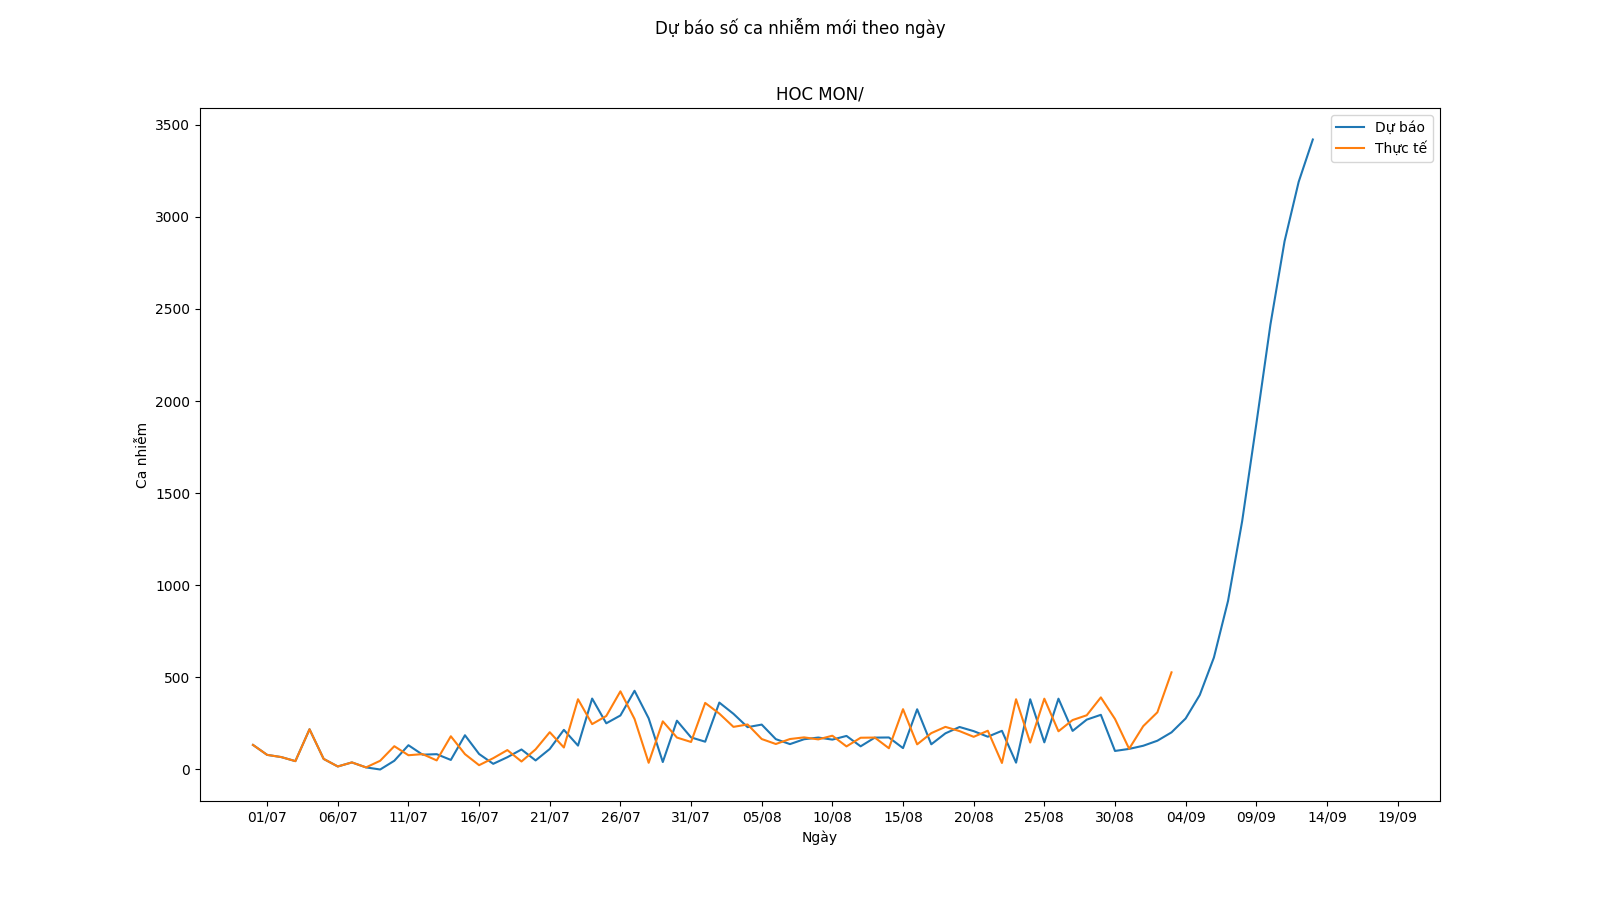 Dự báo số ca nhiễm mới theo ngày
HOC MON/
Dự báo
Thực tế
3500
3000
2500
2000
1500
1000
500
0
Ca nhiễm
01/07 06/07 11/07 16/07 21/07 26/07 31/07 05/08 10/08 15/08 20/08 25/08 30/08 04/09 09/09 14/09 19/09
Ngày